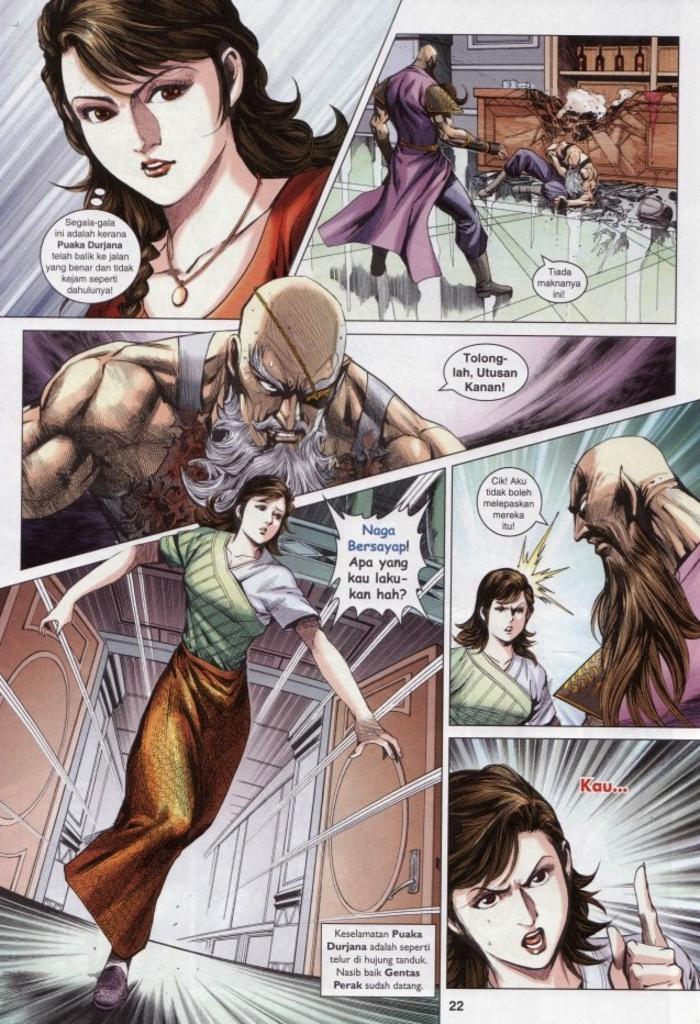 Segala-gala
ini adalah kerana
Puaka Durjana
telah balik ke jalan
yang benar dan tidak
kejam seperti
dahulunya!
Tiada
maknanya
ini!
Tolong-
lah, Utusan
Kanan!
Naga
Bersayap!
Apa yang
kau laku-
kan hah?
Cik! Aku
tidak boleh
melepaskan
mereka
itu!
Keselamatan Puaka
Durjana adalah seperti
telur di hujung tanduk.
Nasib baik Gentas
Perak sudah datang.
Kau...
22